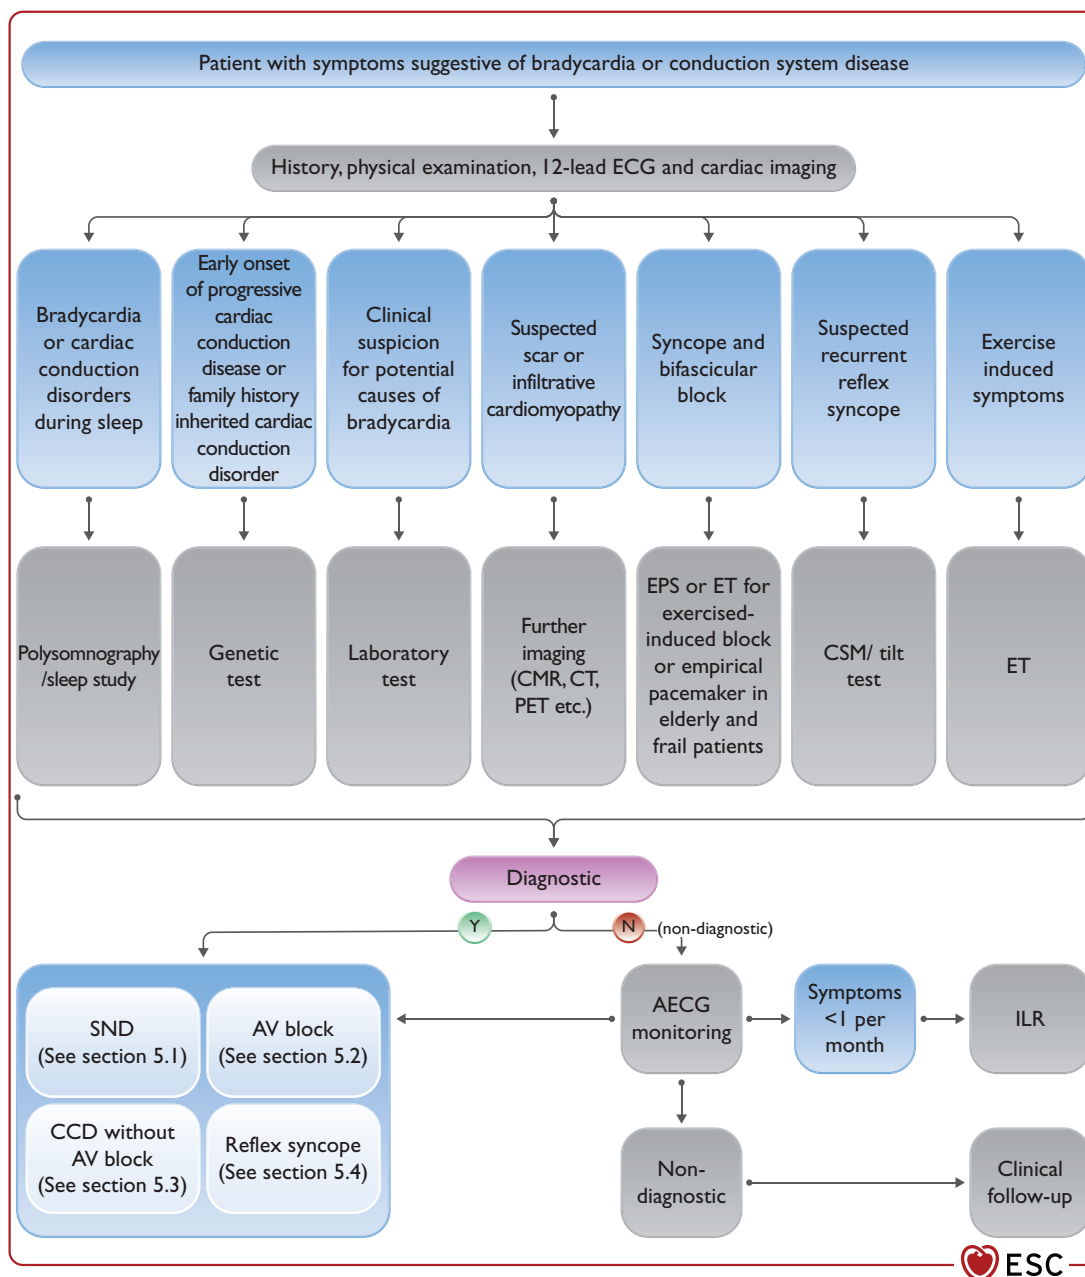 Patient with symptoms suggestive of bradycardia or conduction system disease
History, physical examination, 12-lead ECG and cardiac imaging
Bradycardia
or cardiac
conduction
disorders
during sleep
Early onset
of progressive
cardiac
conduction
disease or
family history
inherited cardiac
conduction
disorder
Clinical
suspicion
for potential
causes of
bradycardia
Suspected
scar or
infiltrative
cardiomyopathy
Syncope and
bifascicular
block
Suspected
recurrent
reflex
syncope
Exercise
induced
symptoms
Polysomnography
/sleep study
Genetic
test
Laboratory
test
Further
imaging
(CMR, CT,
PET etc.)
EPS or ET for
exercised-
induced block
or empirical
pacemaker in
elderly and
frail patients
CSM/ tilt
test
ET
Diagnostic
Y
N
(non-diagnostic)
SND
(See section 5.1)
AV block
(See section 5.2)
CCD without
AV block
(See section 5.3)
Reflex syncope
(See section 5.4)
AECG
monitoring
Symptoms
<1 per
month
ILR
Non-
diagnostic
Clinical
follow-up
ESC